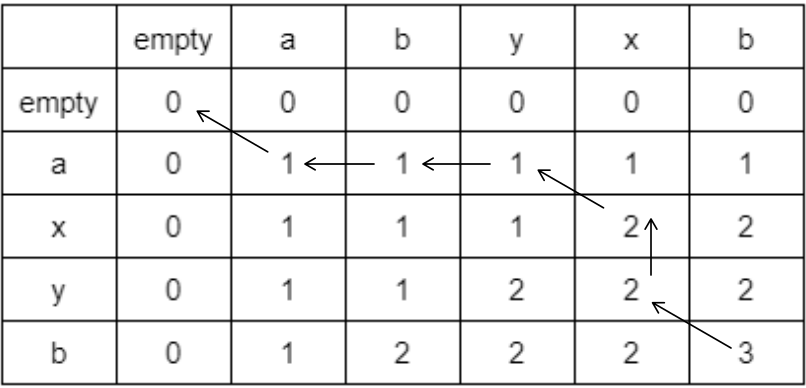 empty a b y x b
empty 0 0 0 0 0 0
a 0 1 1 1 1 1
x 0 1 1 1 2 2
y 0 1 1 2 2 2
b 0 1 2 2 2 3